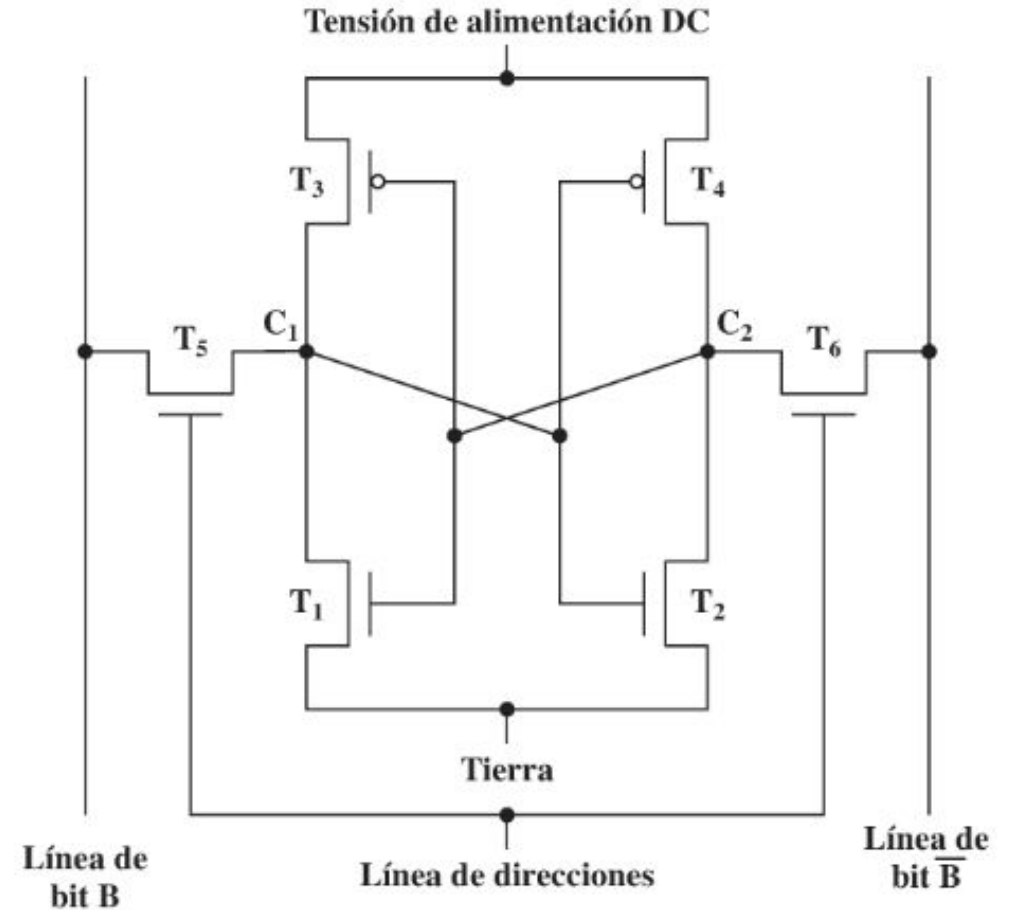 Tensión de alimentación DC
T₃
T₄
C₁
C₂
T₅
T₆
T₁
T₂
Tierra
Línea de
bit B
Línea de direcciones
Línea de
bit B̅